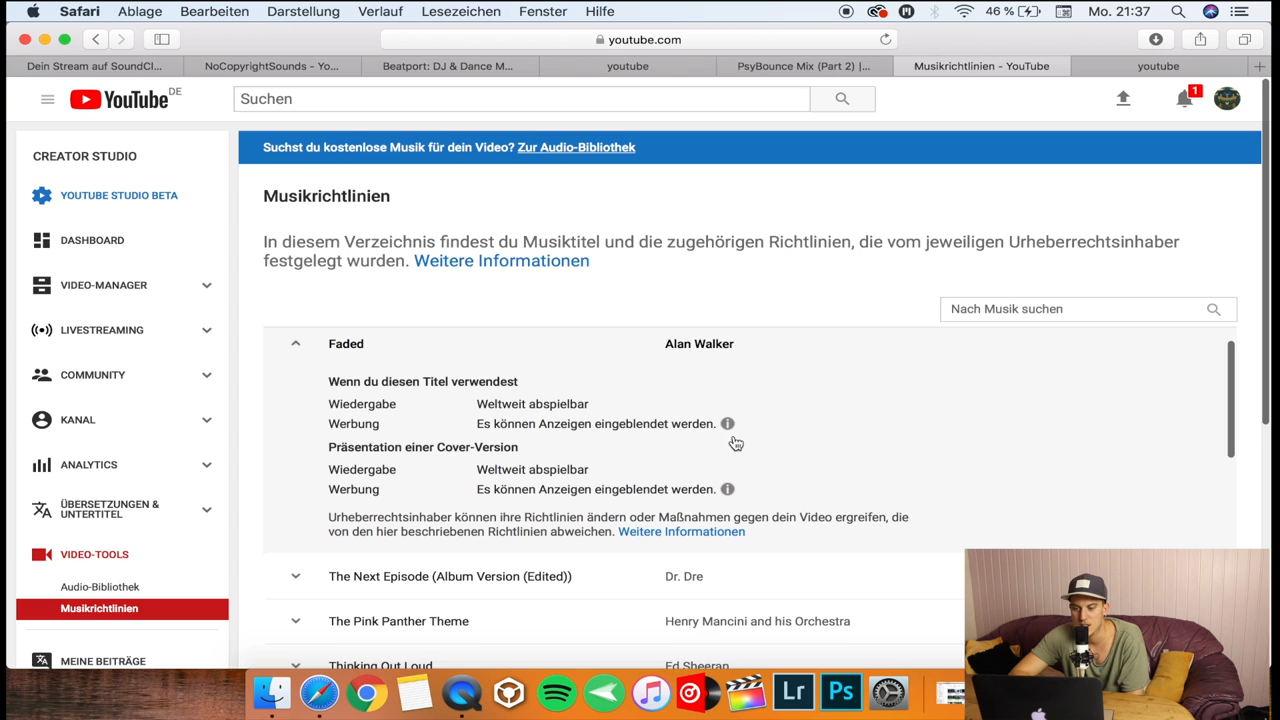 Safari Ablage Bearbeiten Darstellung Verlauf Lesezeichen Fenster Hilfe 46 % Mo. 21:37
youtube.com
Dein Stream auf SoundCl... NoCopyrightSounds - Yo... Beatport: DJ & Dance M... youtube PsyBounce Mix (Part 2) |... Musikrichtlinien - YouTube youtube
YouTube DE Suchen 1
CREATOR STUDIO
YOUTUBE STUDIO BETA
DASHBOARD
VIDEO-MANAGER
LIVESTREAMING
COMMUNITY
KANAL
ANALYTICS
ÜBERSETZUNGEN &
UNTERTITEL
VIDEO-TOOLS
Audio-Bibliothek
Musikrichtlinien
MEINE BEITRÄGE
Suchst du kostenlose Musik für dein Video? Zur Audio-Bibliothek
Musikrichtlinien
In diesem Verzeichnis findest du Musiktitel und die zugehörigen Richtlinien, die vom jeweiligen Urheberrechtsinhaber
festgelegt wurden. Weitere Informationen
Nach Musik suchen
Faded Alan Walker
Wenn du diesen Titel verwendest
Wiedergabe Weltweit abspielbar
Werbung Es können Anzeigen eingeblendet werden.
Präsentation einer Cover-Version
Wiedergabe Weltweit abspielbar
Werbung Es können Anzeigen eingeblendet werden.
Urheberrechtsinhaber können ihre Richtlinien ändern oder Maßnahmen gegen dein Video ergreifen, die
von den hier beschriebenen Richtlinien abweichen. Weitere Informationen
The Next Episode (Album Version (Edited)) Dr. Dre
The Pink Panther Theme Henry Mancini and his Orchestra
Thinking Out Loud Ed Sheeran
Lr Ps